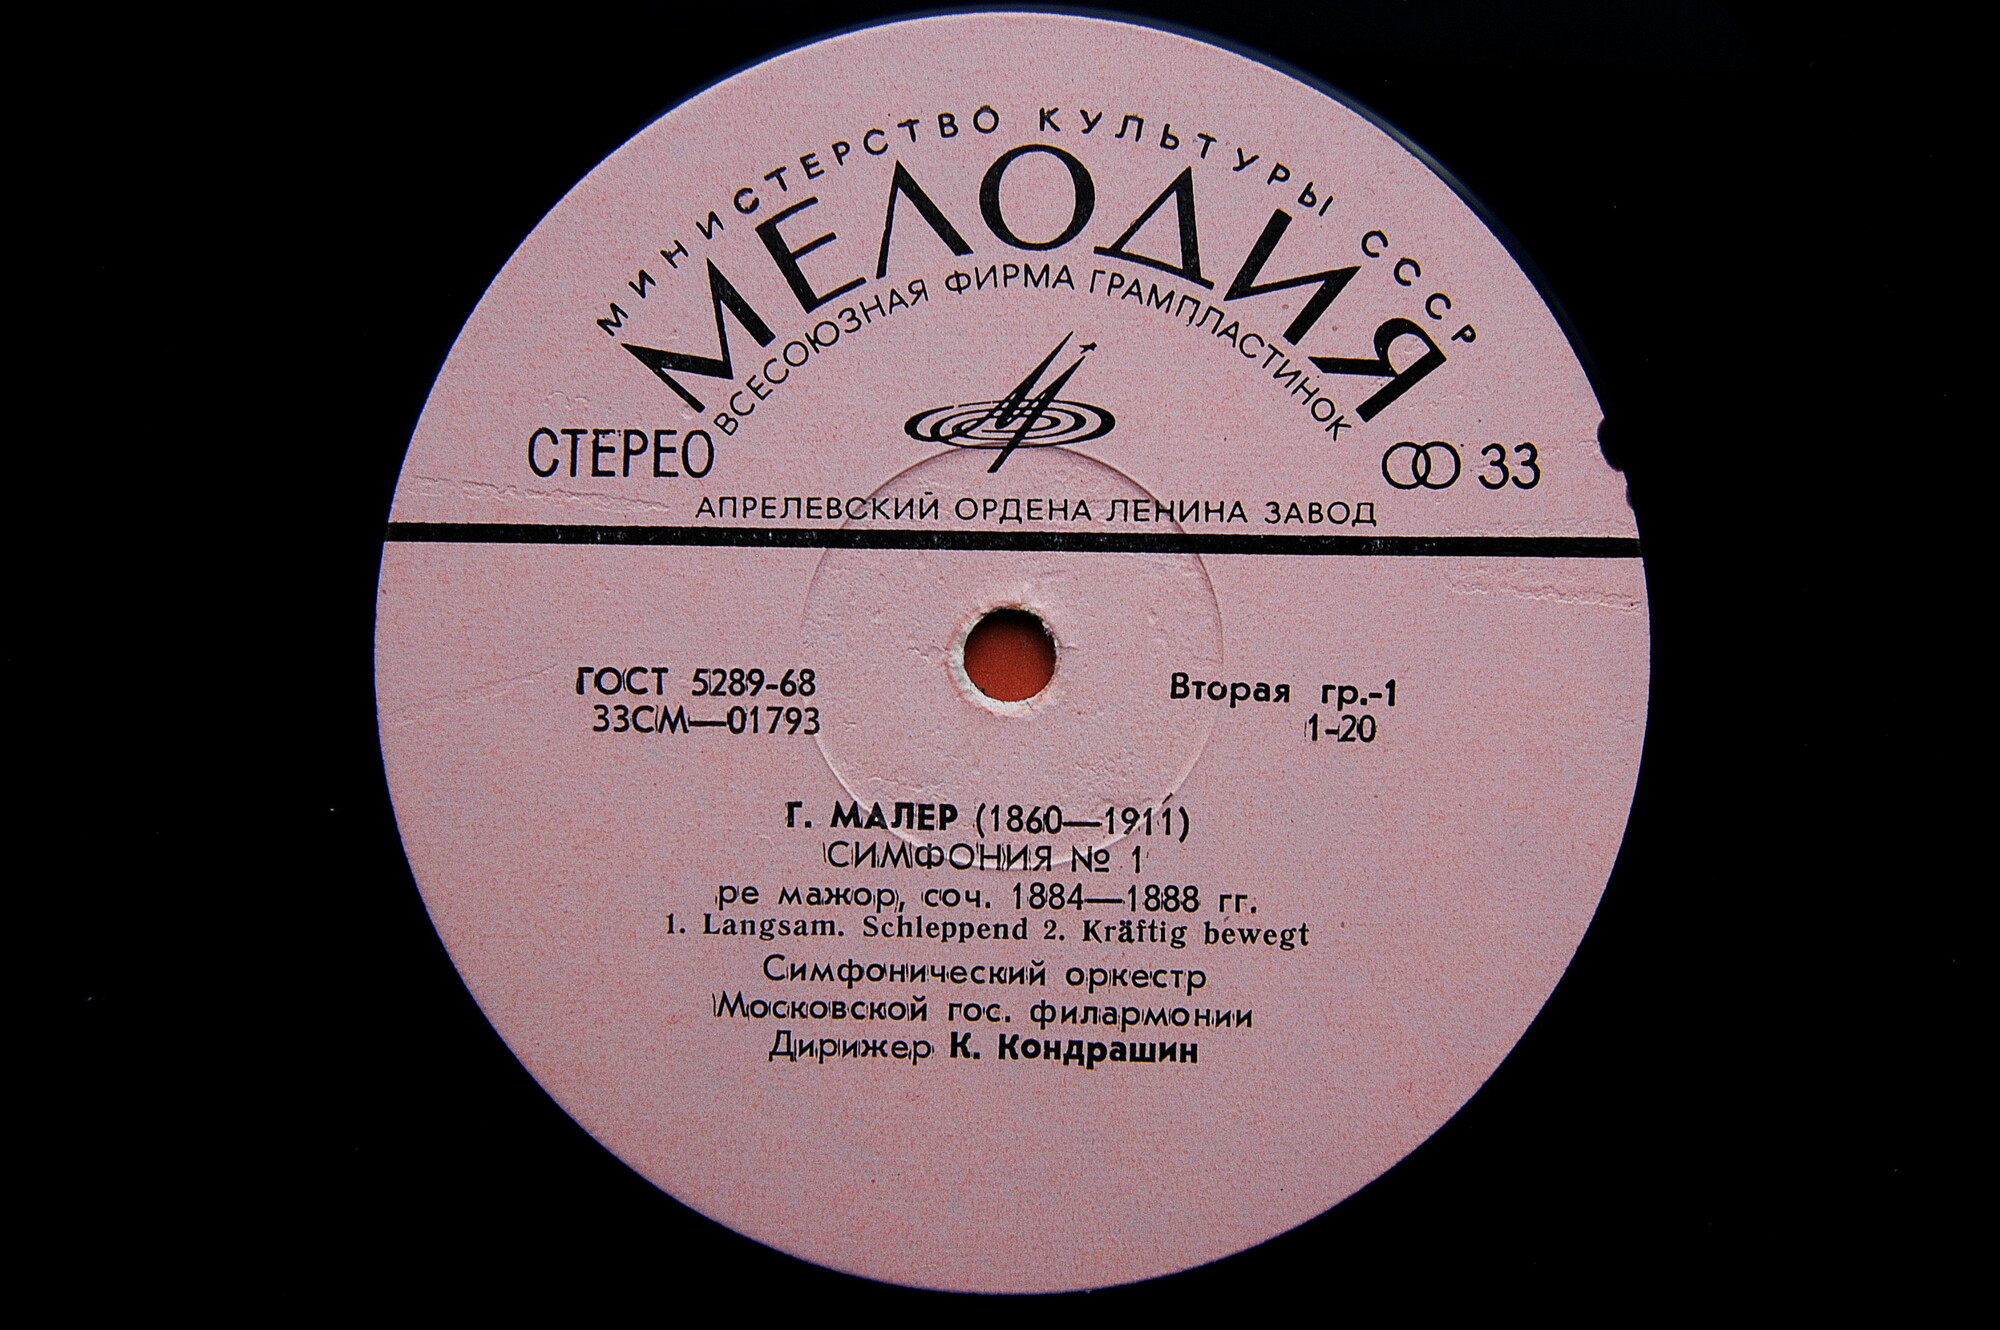 МИНИСТЕРСТВО КУЛЬТУРЫ СССР
МЕЛОДИЯ
ВСЕСОЮЗНАЯ ФИРМА ГРАМПЛАСТИНОК
СТЕРЕО 33
АПРЕЛЕВСКИЙ ОРДЕНА ЛЕНИНА ЗАВОД
ГОСТ 5289-68 Вторая гр.-1
33СМ—01793 1-20
Г. МАЛЕР (1860—1911)
СИМФОНИЯ № 1
ре мажор, соч. 1884—1888 гг.
1. Langsam. Schleppend 2. Kräftig bewegt
Симфонический оркестр
Московской гос. филармонии
Дирижер К. Кондрашин